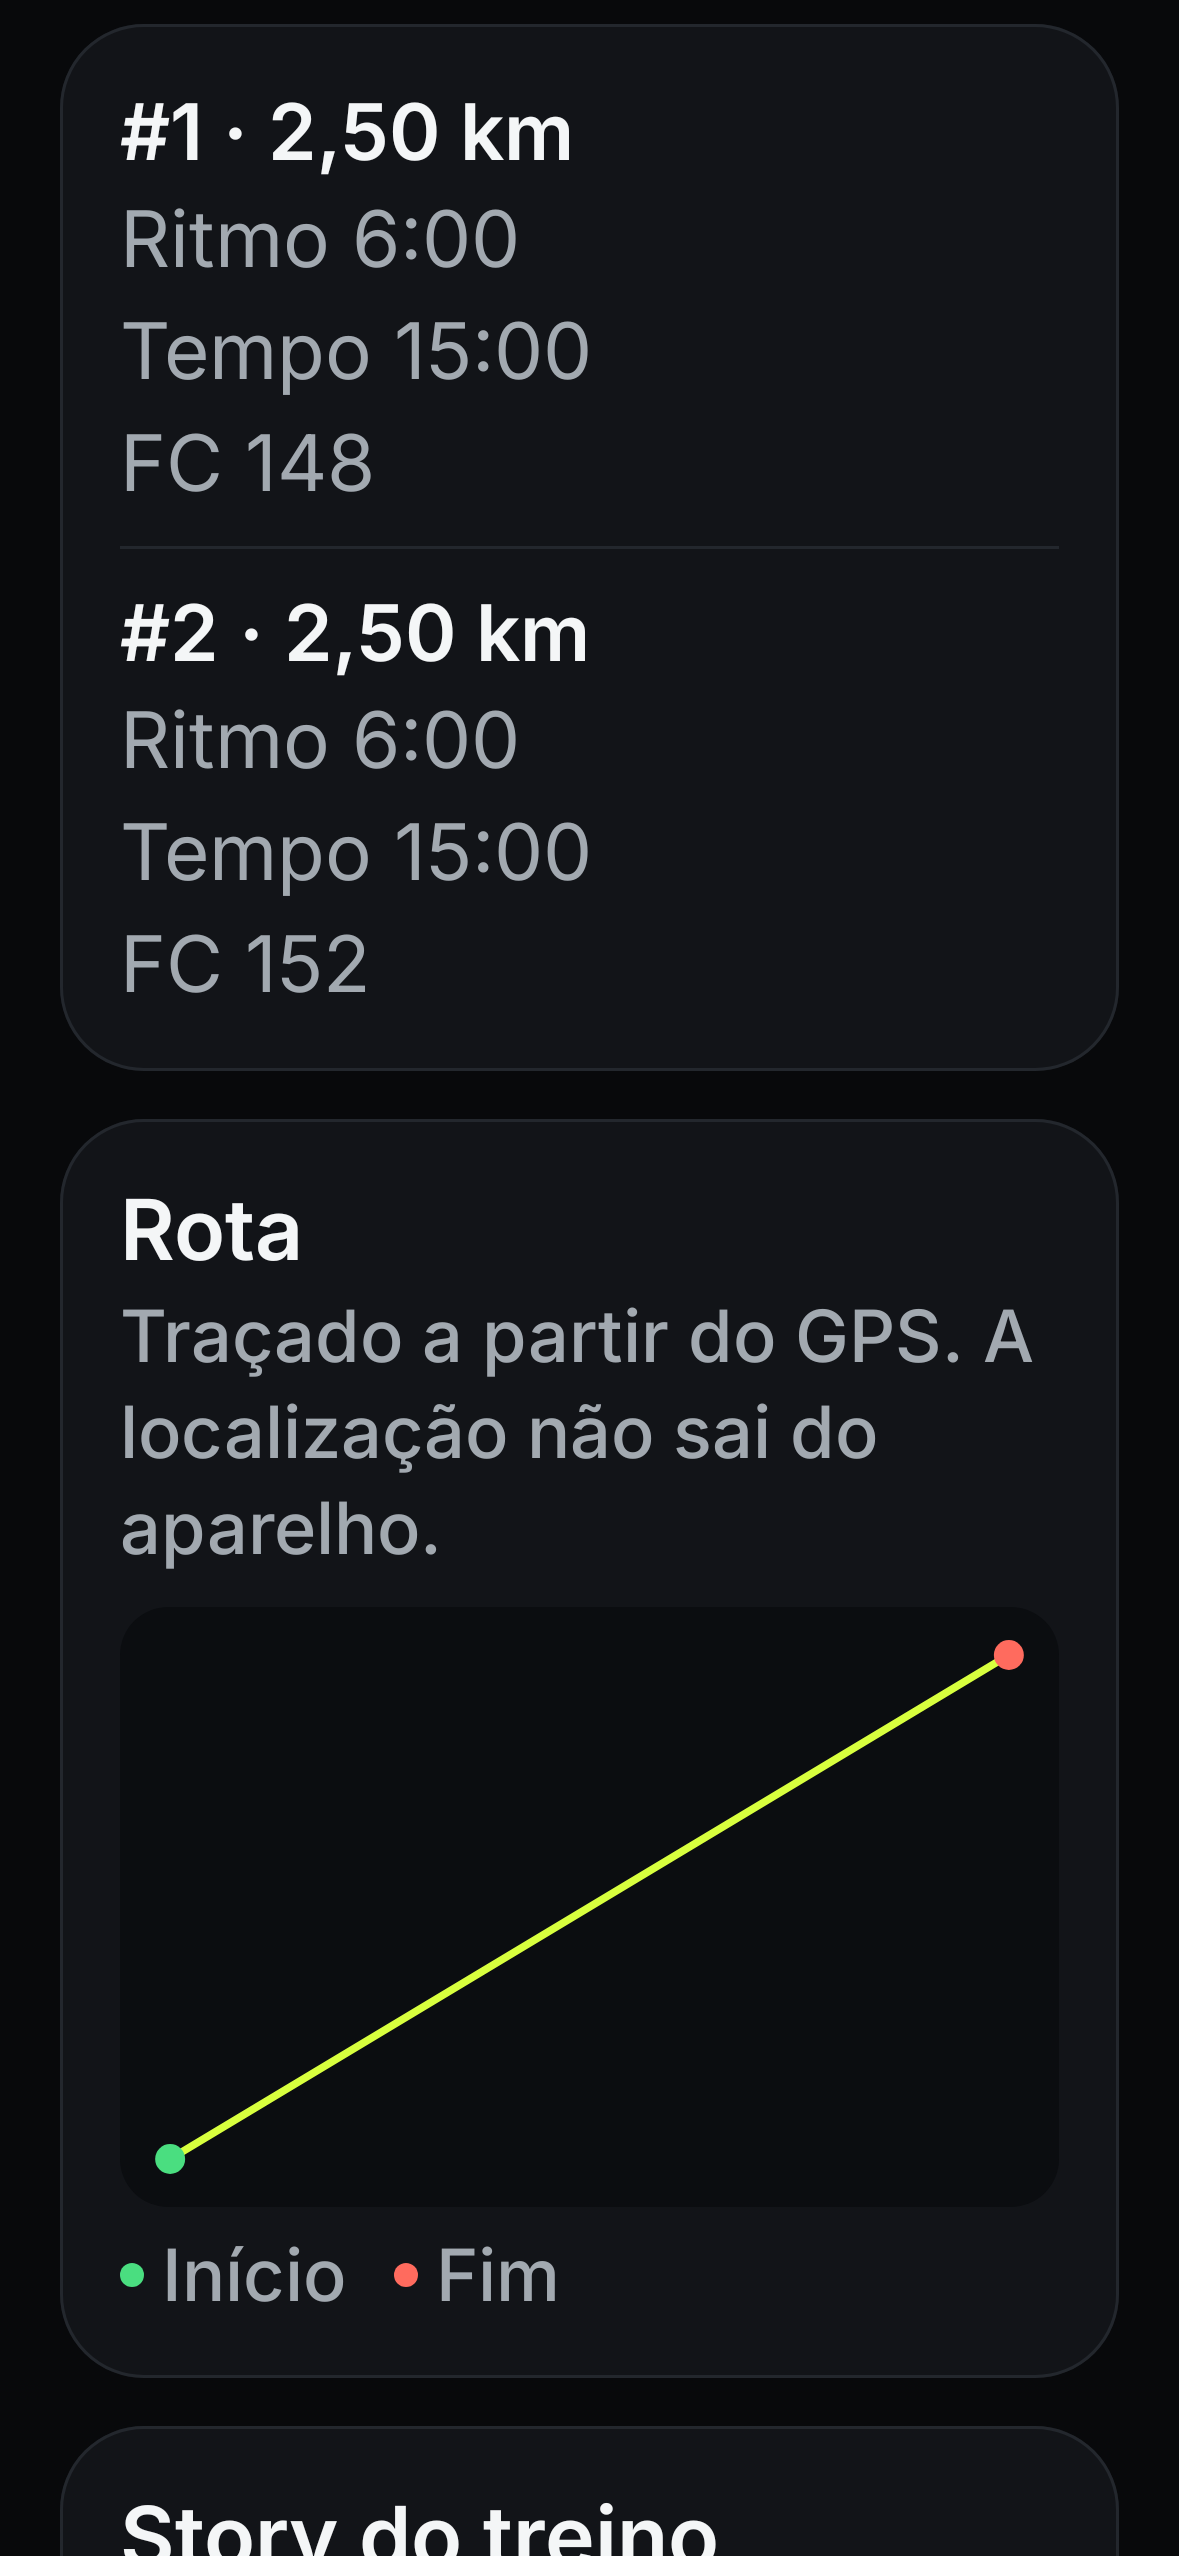 #1 · 2,50 km
Ritmo 6:00
Tempo 15:00
FC 148
#2 · 2,50 km
Ritmo 6:00
Tempo 15:00
FC 152
Rota
Traçado a partir do GPS. A
localização não sai do
aparelho.
Início Fim
Story do treino